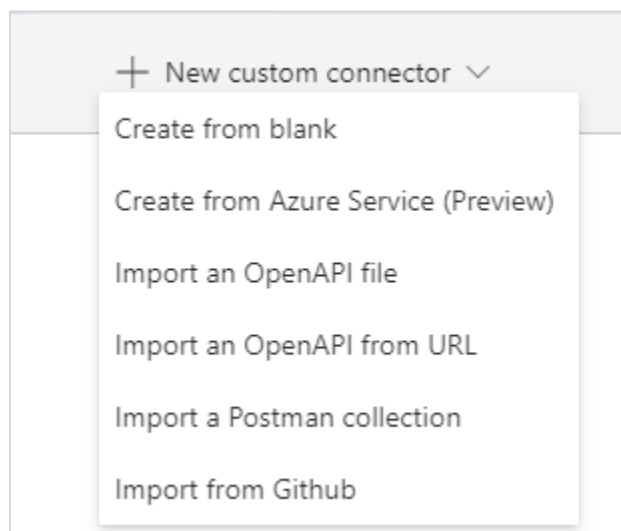 New custom connector
Create from blank
Create from Azure Service (Preview)
Import an OpenAPI file
Import an OpenAPI from URL
Import a Postman collection
Import from Github